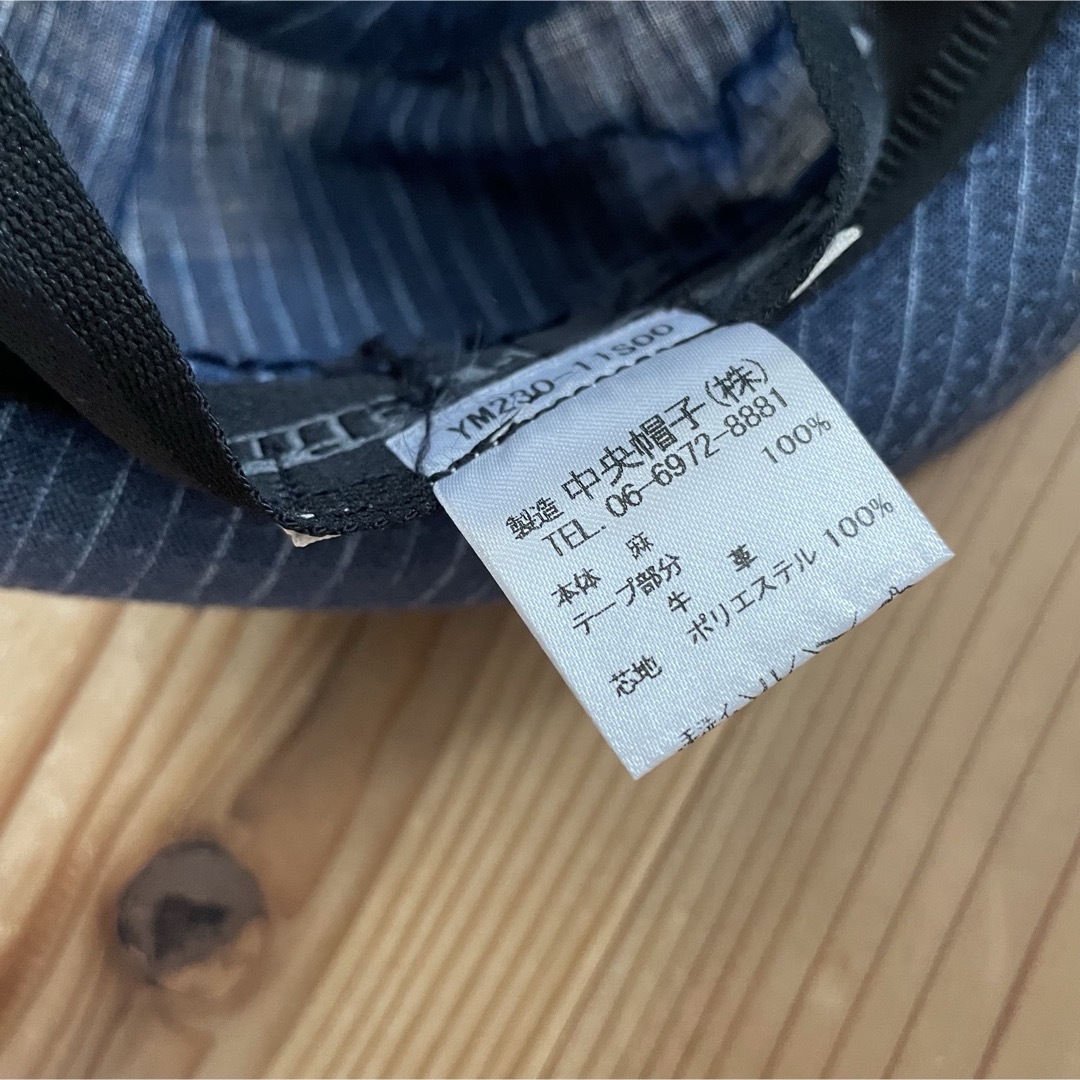 YM230-11S00
製造 中央帽子(株)
TEL. 06-6972-8881
本体 麻 100%
テープ部分
牛 革
芯地 ポリエステル 100%